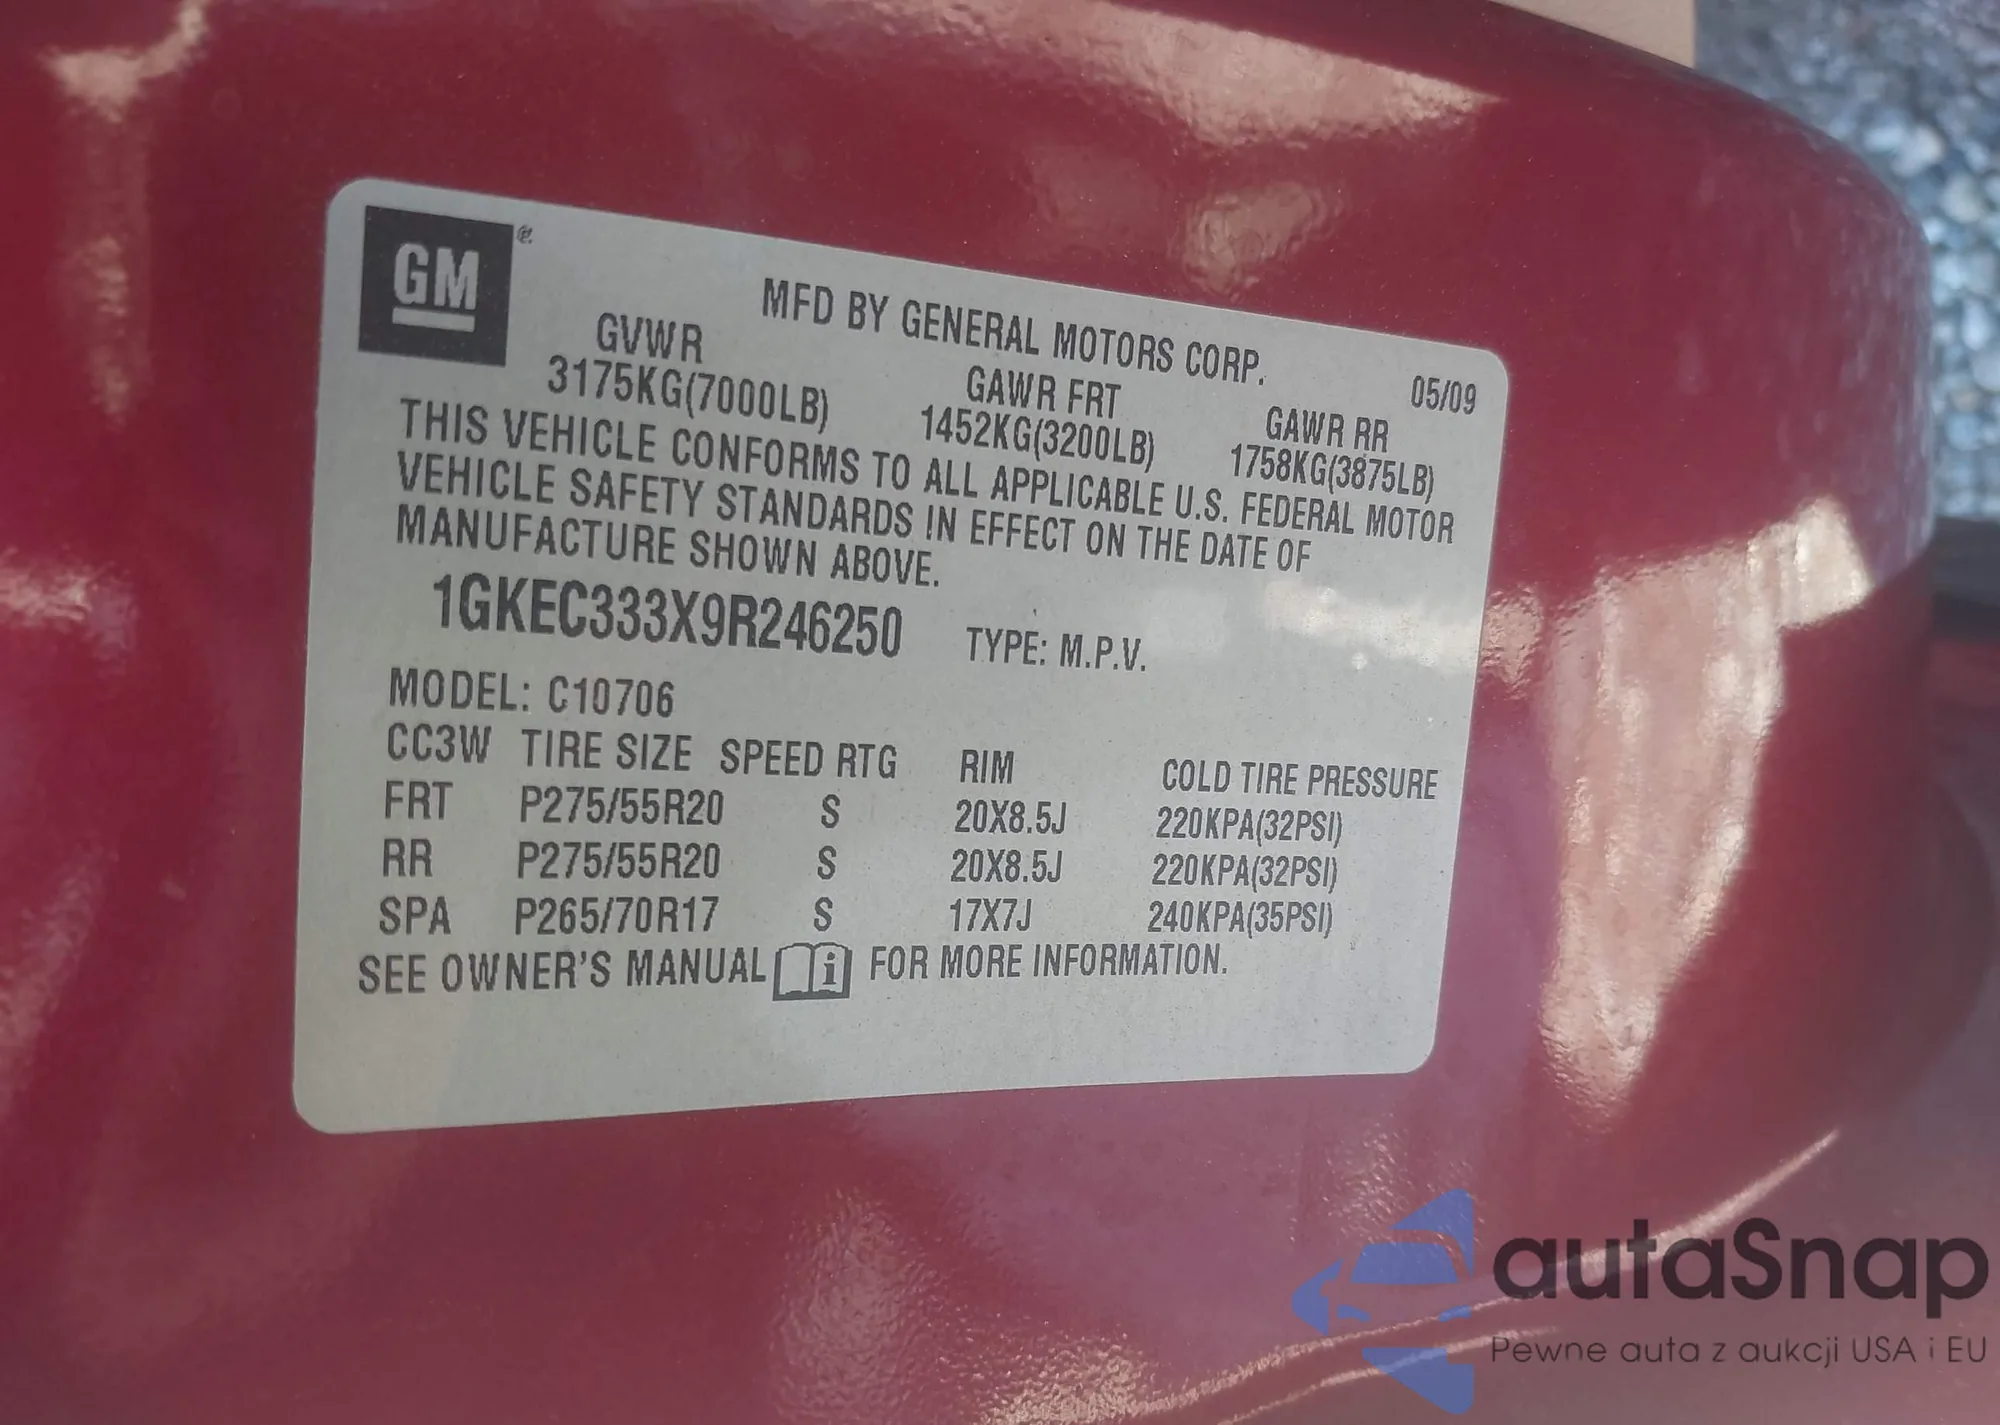 GM
MFD BY GENERAL MOTORS CORP.
05/09
GVWR GAWR FRT GAWR RR
3175KG(7000LB) 1452KG(3200LB) 1758KG(3875LB)
THIS VEHICLE CONFORMS TO ALL APPLICABLE U.S. FEDERAL MOTOR
VEHICLE SAFETY STANDARDS IN EFFECT ON THE DATE OF
MANUFACTURE SHOWN ABOVE.
1GKEC333X9R246250 TYPE: M.P.V.
MODEL: C10706
CC3W TIRE SIZE SPEED RTG RIM COLD TIRE PRESSURE
FRT P275/55R20 S 20X8.5J 220KPA(32PSI)
RR P275/55R20 S 20X8.5J 220KPA(32PSI)
SPA P265/70R17 S 17X7J 240KPA(35PSI)
SEE OWNER'S MANUAL i FOR MORE INFORMATION.
autaSnap
Pewne auta z aukcji USA i EU